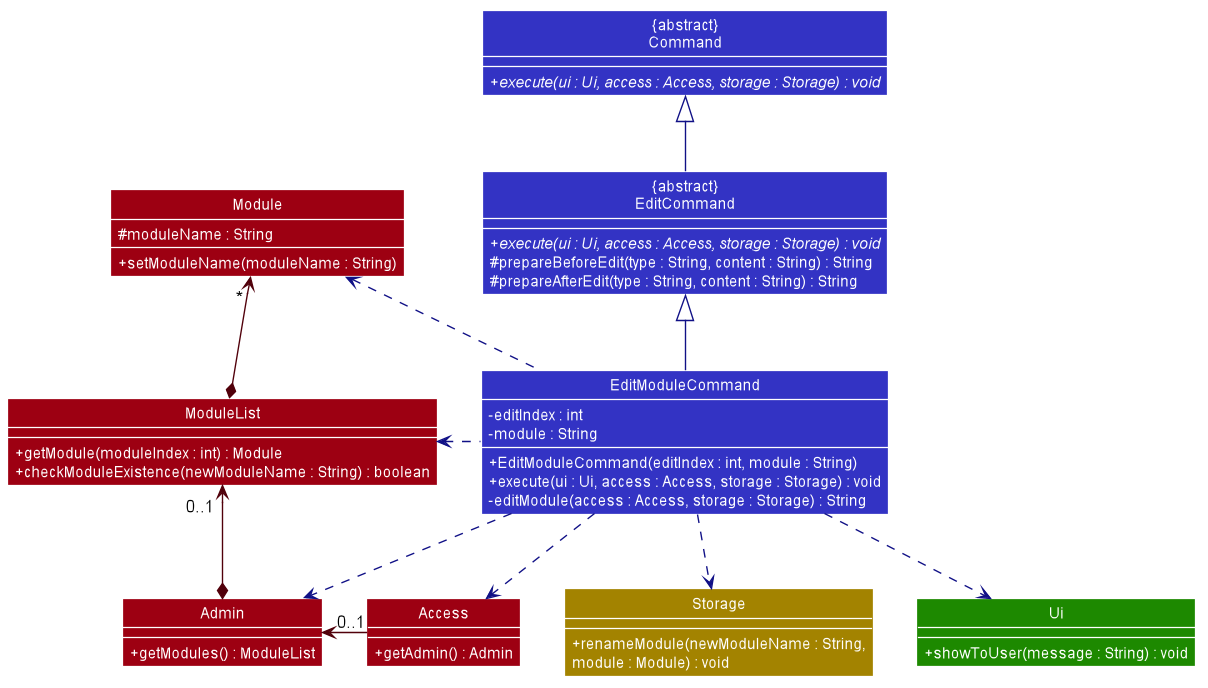 {abstract}
Command
+execute(ui : Ui, access : Access, storage : Storage) : void
{abstract}
EditCommand
+execute(ui : Ui, access : Access, storage : Storage) : void
#prepareBeforeEdit(type : String, content : String) : String
#prepareAfterEdit(type : String, content : String) : String
Module
#moduleName : String
+setModuleName(moduleName : String)
*
EditModuleCommand
-editIndex : int
-module : String
+EditModuleCommand(editIndex : int, module : String)
+execute(ui : Ui, access : Access, storage : Storage) : void
-editModule(access : Access, storage : Storage) : String
ModuleList
+getModule(moduleIndex : int) : Module
+checkModuleExistence(newModuleName : String) : boolean
0..1
Admin
+getModules() : ModuleList
0..1
Access
+getAdmin() : Admin
Storage
+renameModule(newModuleName : String,
module : Module) : void
Ui
+showToUser(message : String) : void